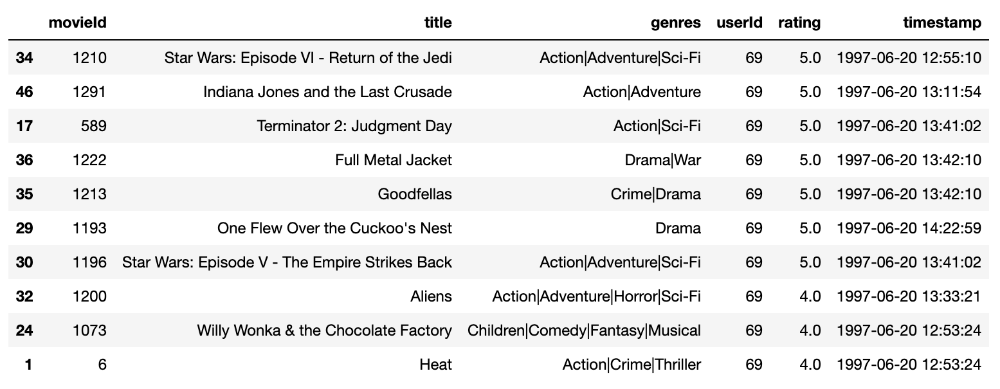 movieId title genres userId rating timestamp
34 1210 Star Wars: Episode VI - Return of the Jedi Action|Adventure|Sci-Fi 69 5.0 1997-06-20 12:55:10
46 1291 Indiana Jones and the Last Crusade Action|Adventure 69 5.0 1997-06-20 13:11:54
17 589 Terminator 2: Judgment Day Action|Sci-Fi 69 5.0 1997-06-20 13:41:02
36 1222 Full Metal Jacket Drama|War 69 5.0 1997-06-20 13:42:10
35 1213 Goodfellas Crime|Drama 69 5.0 1997-06-20 13:42:10
29 1193 One Flew Over the Cuckoo's Nest Drama 69 5.0 1997-06-20 14:22:59
30 1196 Star Wars: Episode V - The Empire Strikes Back Action|Adventure|Sci-Fi 69 5.0 1997-06-20 13:41:02
32 1200 Aliens Action|Adventure|Horror|Sci-Fi 69 4.0 1997-06-20 13:33:21
24 1073 Willy Wonka & the Chocolate Factory Children|Comedy|Fantasy|Musical 69 4.0 1997-06-20 12:53:24
1 6 Heat Action|Crime|Thriller 69 4.0 1997-06-20 12:53:24